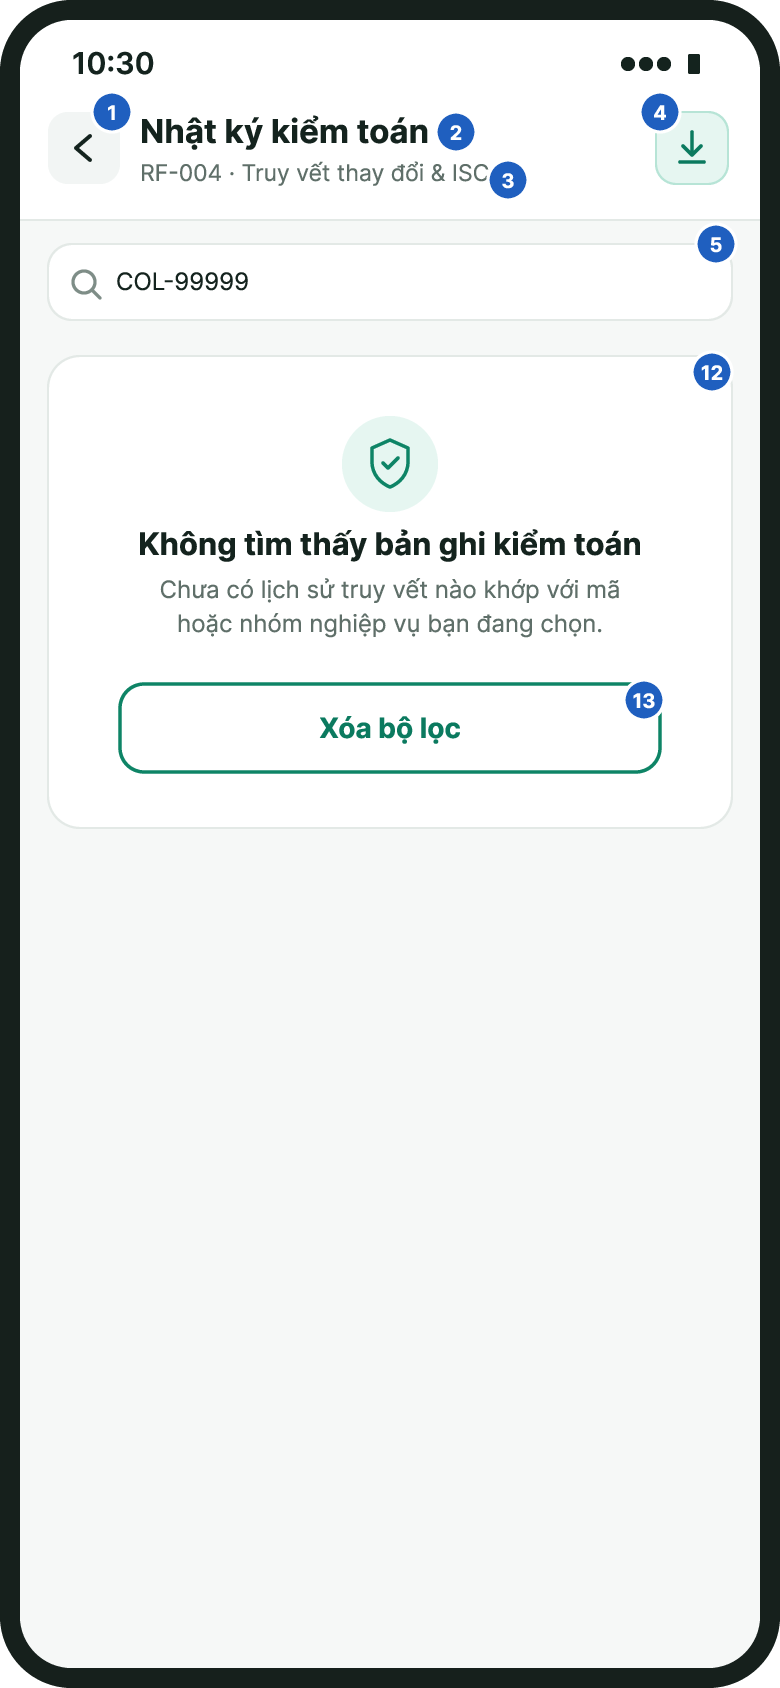 10:30
1
Nhật ký kiểm toán 2
4
RF-004 · Truy vết thay đổi & ISC
3
5
COL-99999
12
Không tìm thấy bản ghi kiểm toán
Chưa có lịch sử truy vết nào khớp với mã
hoặc nhóm nghiệp vụ bạn đang chọn.
13
Xóa bộ lọc